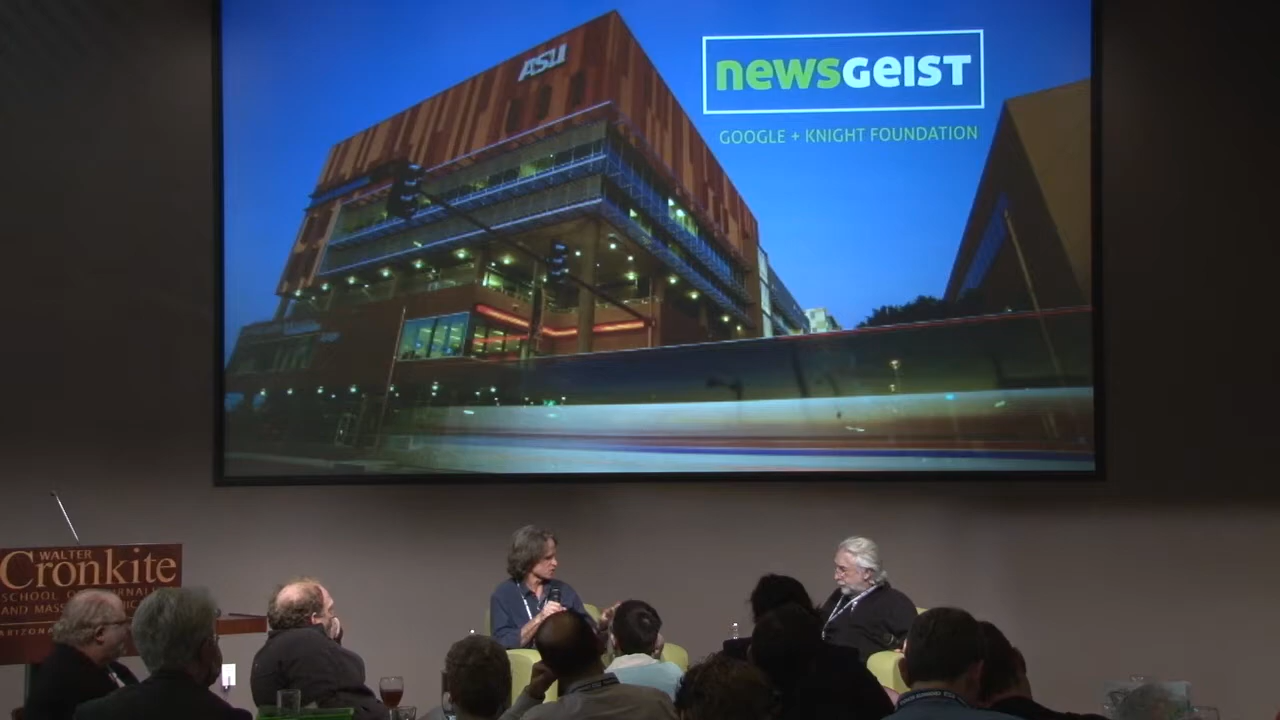 ASU
newsGEIST
GOOGLE + KNIGHT FOUNDATION
WALTER
Cronkite
SCHOOL OF JOURNALI
AND MASS
ARIZONA